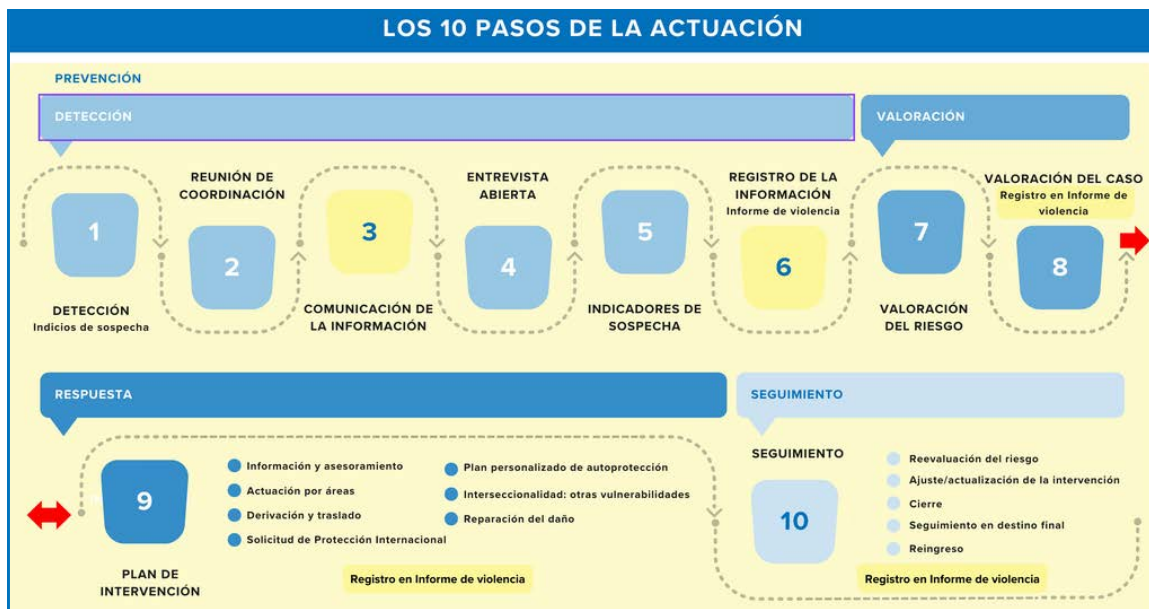 LOS 10 PASOS DE LA ACTUACIÓN
PREVENCIÓN
DETECCIÓN
VALORACIÓN
1
DETECCIÓN
Indicios de sospecha
REUNIÓN DE
COORDINACIÓN
2
3
COMUNICACIÓN DE
LA INFORMACIÓN
ENTREVISTA
ABIERTA
4
5
INDICADORES DE
SOSPECHA
REGISTRO DE LA
INFORMACIÓN
Informe de violencia
6
7
VALORACIÓN
DEL RIESGO
VALORACIÓN DEL CASO
Registro en Informe de
violencia
8
RESPUESTA
9
PLAN DE
INTERVENCIÓN
Información y asesoramiento
Actuación por áreas
Derivación y traslado
Solicitud de Protección Internacional
Plan personalizado de autoprotección
Interseccionalidad: otras vulnerabilidades
Reparación del daño
Registro en Informe de violencia
SEGUIMIENTO
SEGUIMIENTO
10
Reevaluación del riesgo
Ajuste/actualización de la intervención
Cierre
Seguimiento en destino final
Reingreso
Registro en Informe de violencia